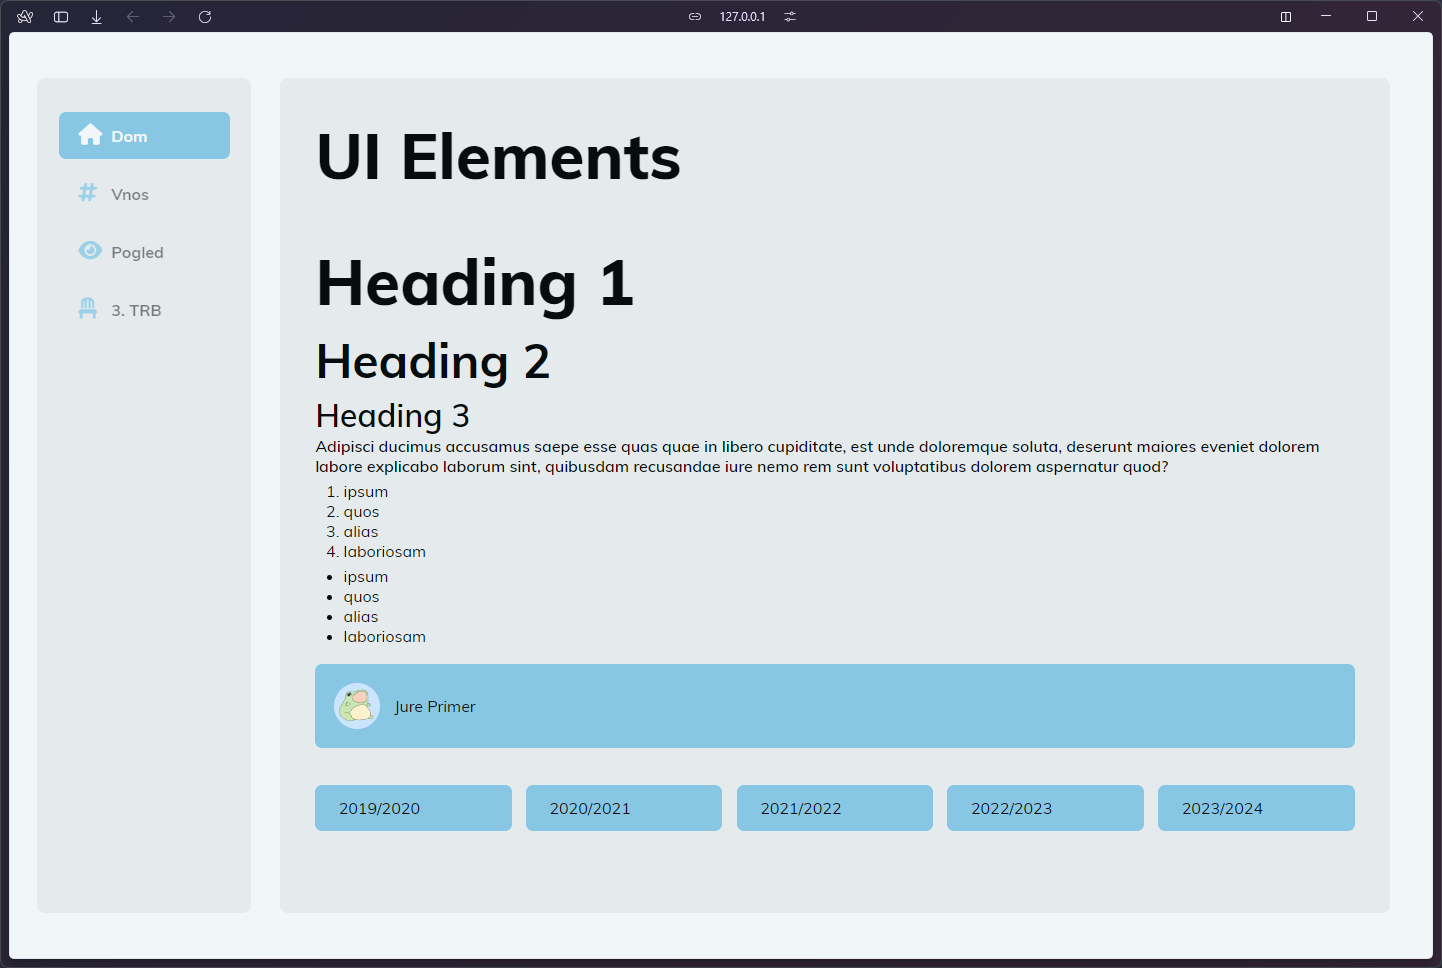 127.0.0.1
Dom
Vnos
Pogled
3. TRB
UI Elements
Heading 1
Heading 2
Heading 3
Adipisci ducimus accusamus saepe esse quas quae in libero cupiditate, est unde doloremque soluta, deserunt maiores eveniet dolorem
labore explicabo laborum sint, quibusdam recusandae iure nemo rem sunt voluptatibus dolorem aspernatur quod?
1. ipsum
2. quos
3. alias
4. laboriosam
• ipsum
• quos
• alias
• laboriosam
Jure Primer
2019/2020
2020/2021
2021/2022
2022/2023
2023/2024